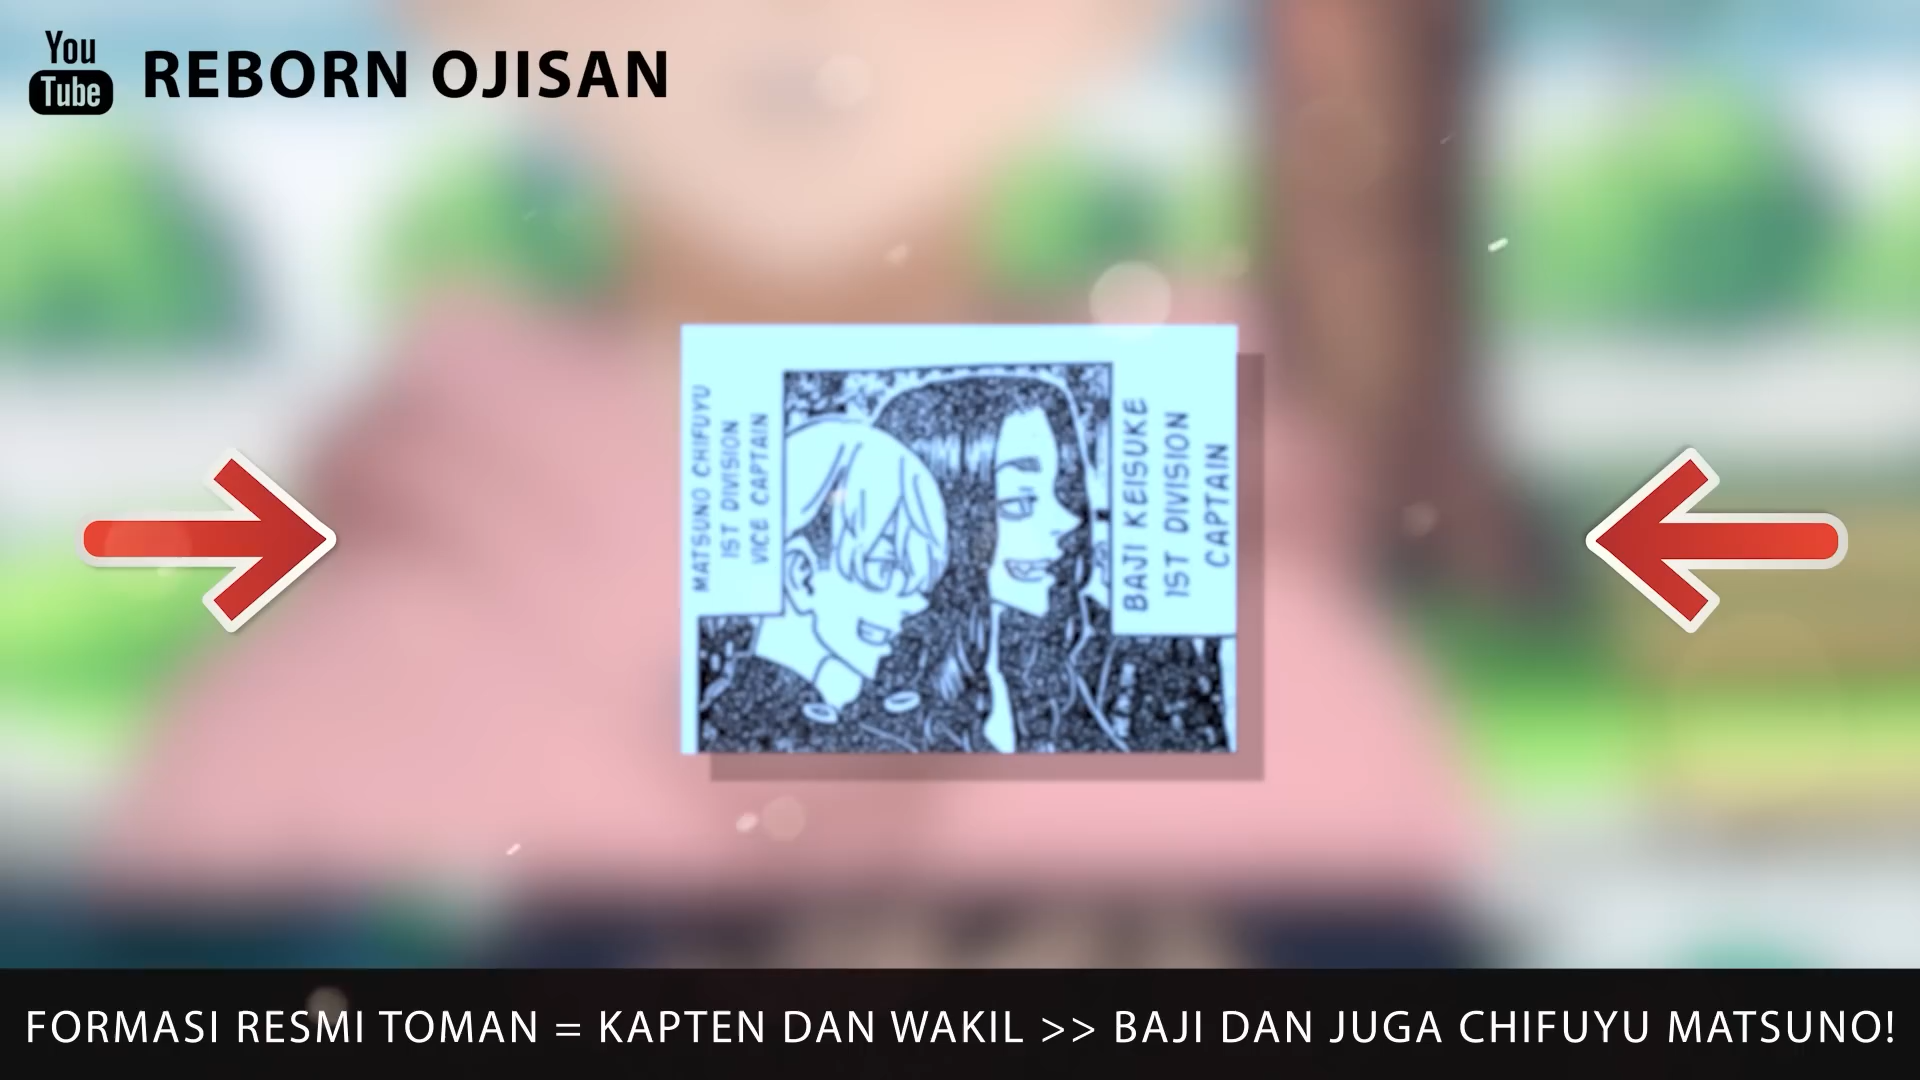 You
Tube
REBORN OJISAN
MATSUNO CHIFUYU
1ST DIVISION
VICE CAPTAIN
BAJI KEISUKE
1ST DIVISION
CAPTAIN
FORMASI RESMI TOMAN = KAPTEN DAN WAKIL >> BAJI DAN JUGA CHIFUYU MATSUNO!